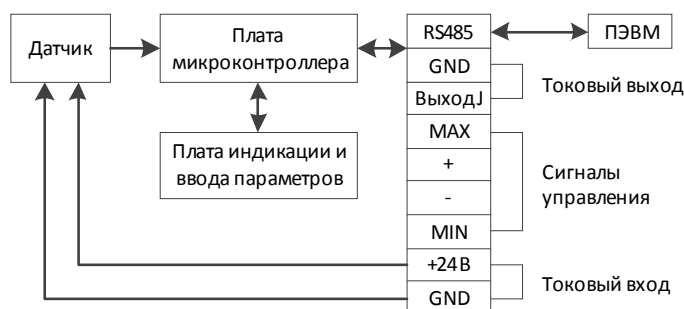 Датчик
Плата
микроконтроллера
Плата индикации и
ввода параметров
RS485
GND
Выход J
MAX
+
-
MIN
+24В
GND
ПЭВМ
Токовый выход
Сигналы
управления
Токовый вход